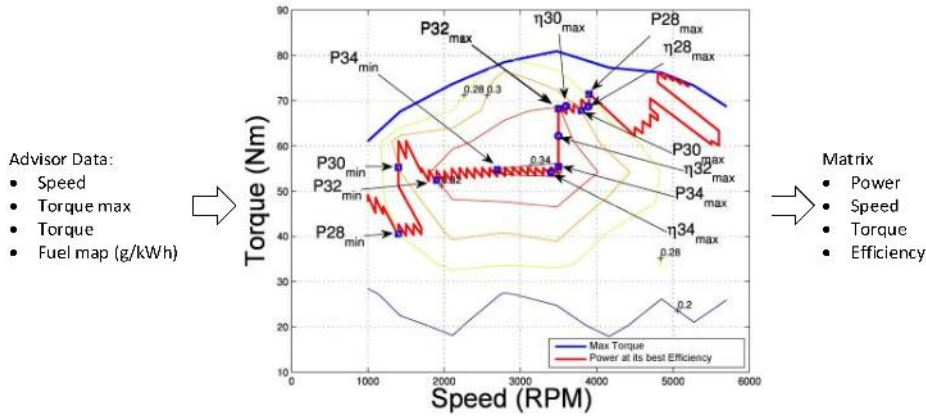 Advisor Data:
• Speed
• Torque max
• Torque
• Fuel map (g/kWh)
Torque (Nm)
90
80
70
60
50
40
30
20
10
0
1000
2000
3000
4000
5000
6000
Speed (RPM)
P34min
P32max
η30max
P28max
η28max
P30min
P32min
P28min
P30max
η32max
P34max
η34max
0.28
0.3
0.34
0.32
0.28
0.2
Max Torque
Power at its best Efficiency
Matrix
• Power
• Speed
• Torque
• Efficiency